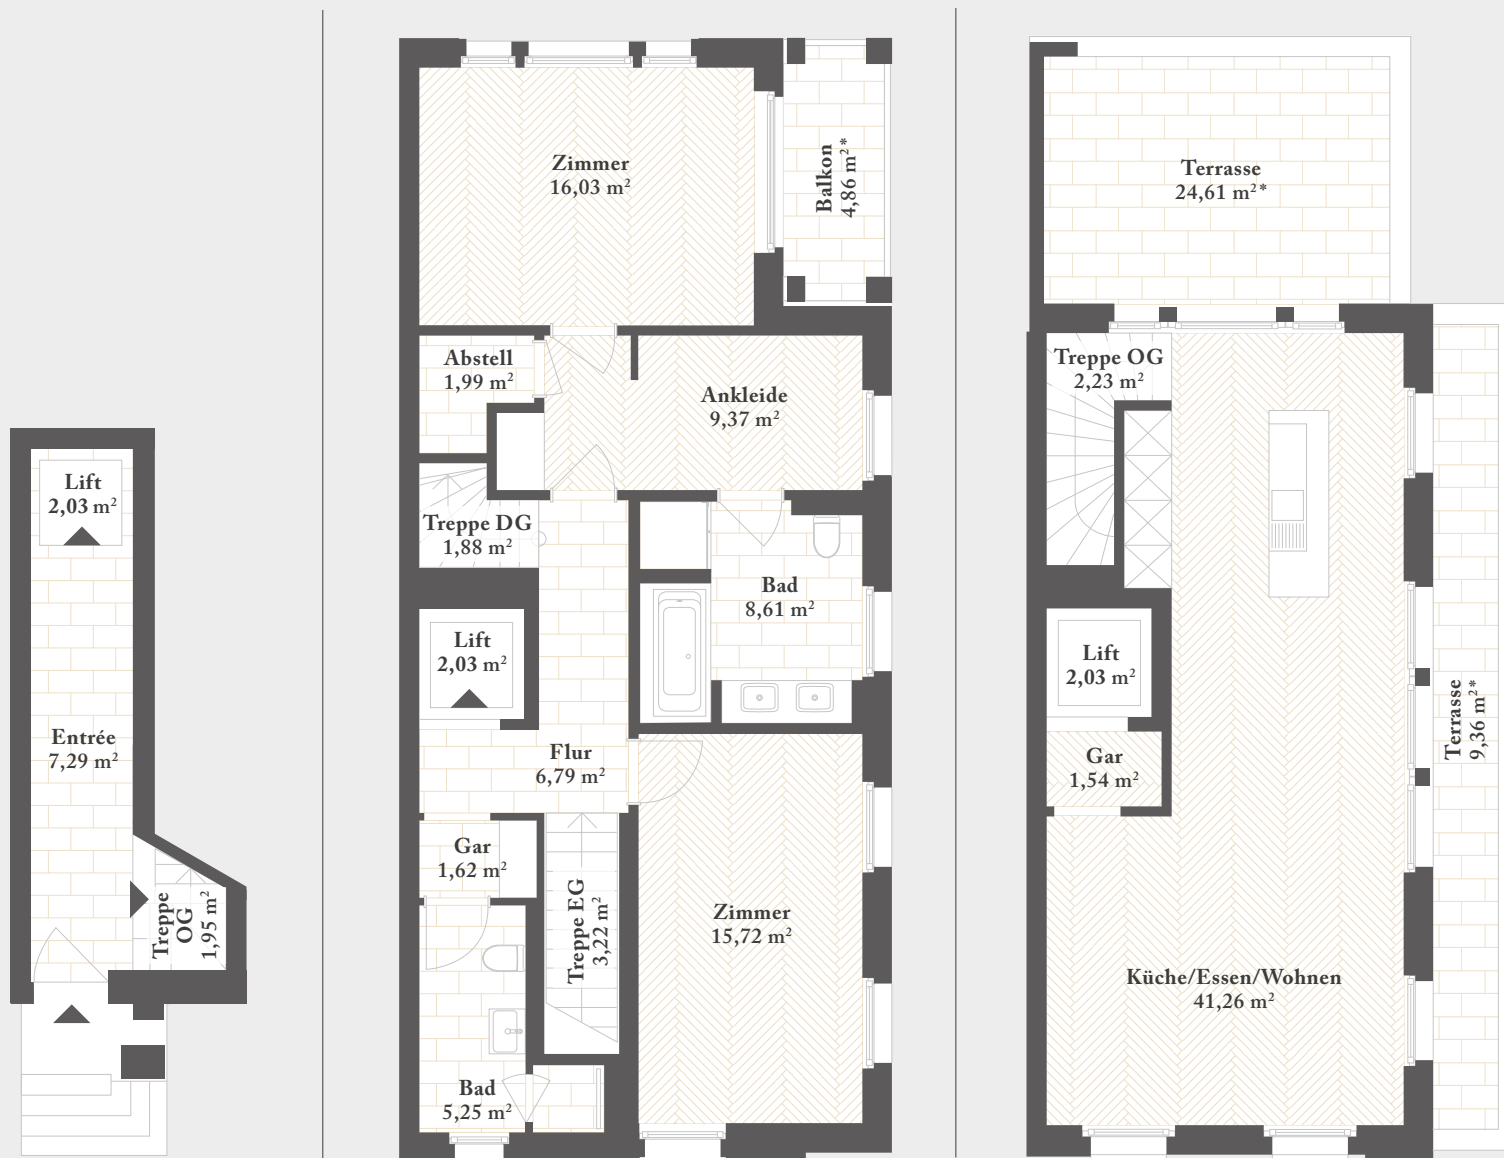 Lift
2,03 m²
Entrée
7,29 m²
Treppe
OG
1,95 m²
Zimmer
16,03 m²
Balkon
4,86 m²*
Abstell
1,99 m²
Ankleide
9,37 m²
Treppe DG
1,88 m²
Bad
8,61 m²
Lift
2,03 m²
Flur
6,79 m²
Gar
1,62 m²
Treppe EG
3,22 m²
Zimmer
15,72 m²
Bad
5,25 m²
Terrasse
24,61 m²*
Treppe OG
2,23 m²
Lift
2,03 m²
Gar
1,54 m²
Terrasse
9,36 m²*
Küche/Essen/Wohnen
41,26 m²